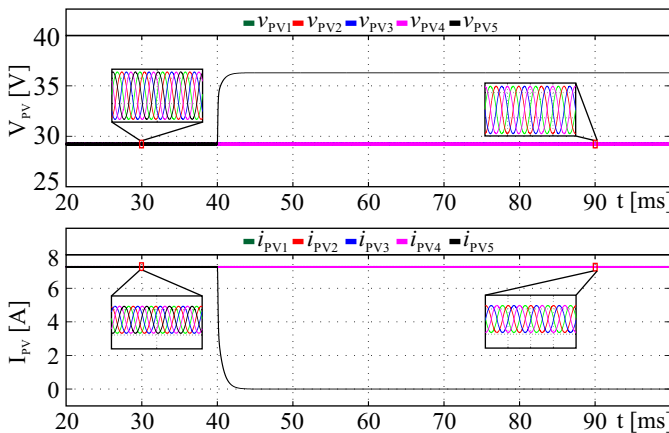 v_PV1 v_PV2 v_PV3 v_PV4 v_PV5
40
35
30
25
V_PV [V]
20 30 40 50 60 70 80 90 t [ms]
i_PV1 i_PV2 i_PV3 i_PV4 i_PV5
8
6
4
2
0
I_PV [A]
20 30 40 50 60 70 80 90 t [ms]